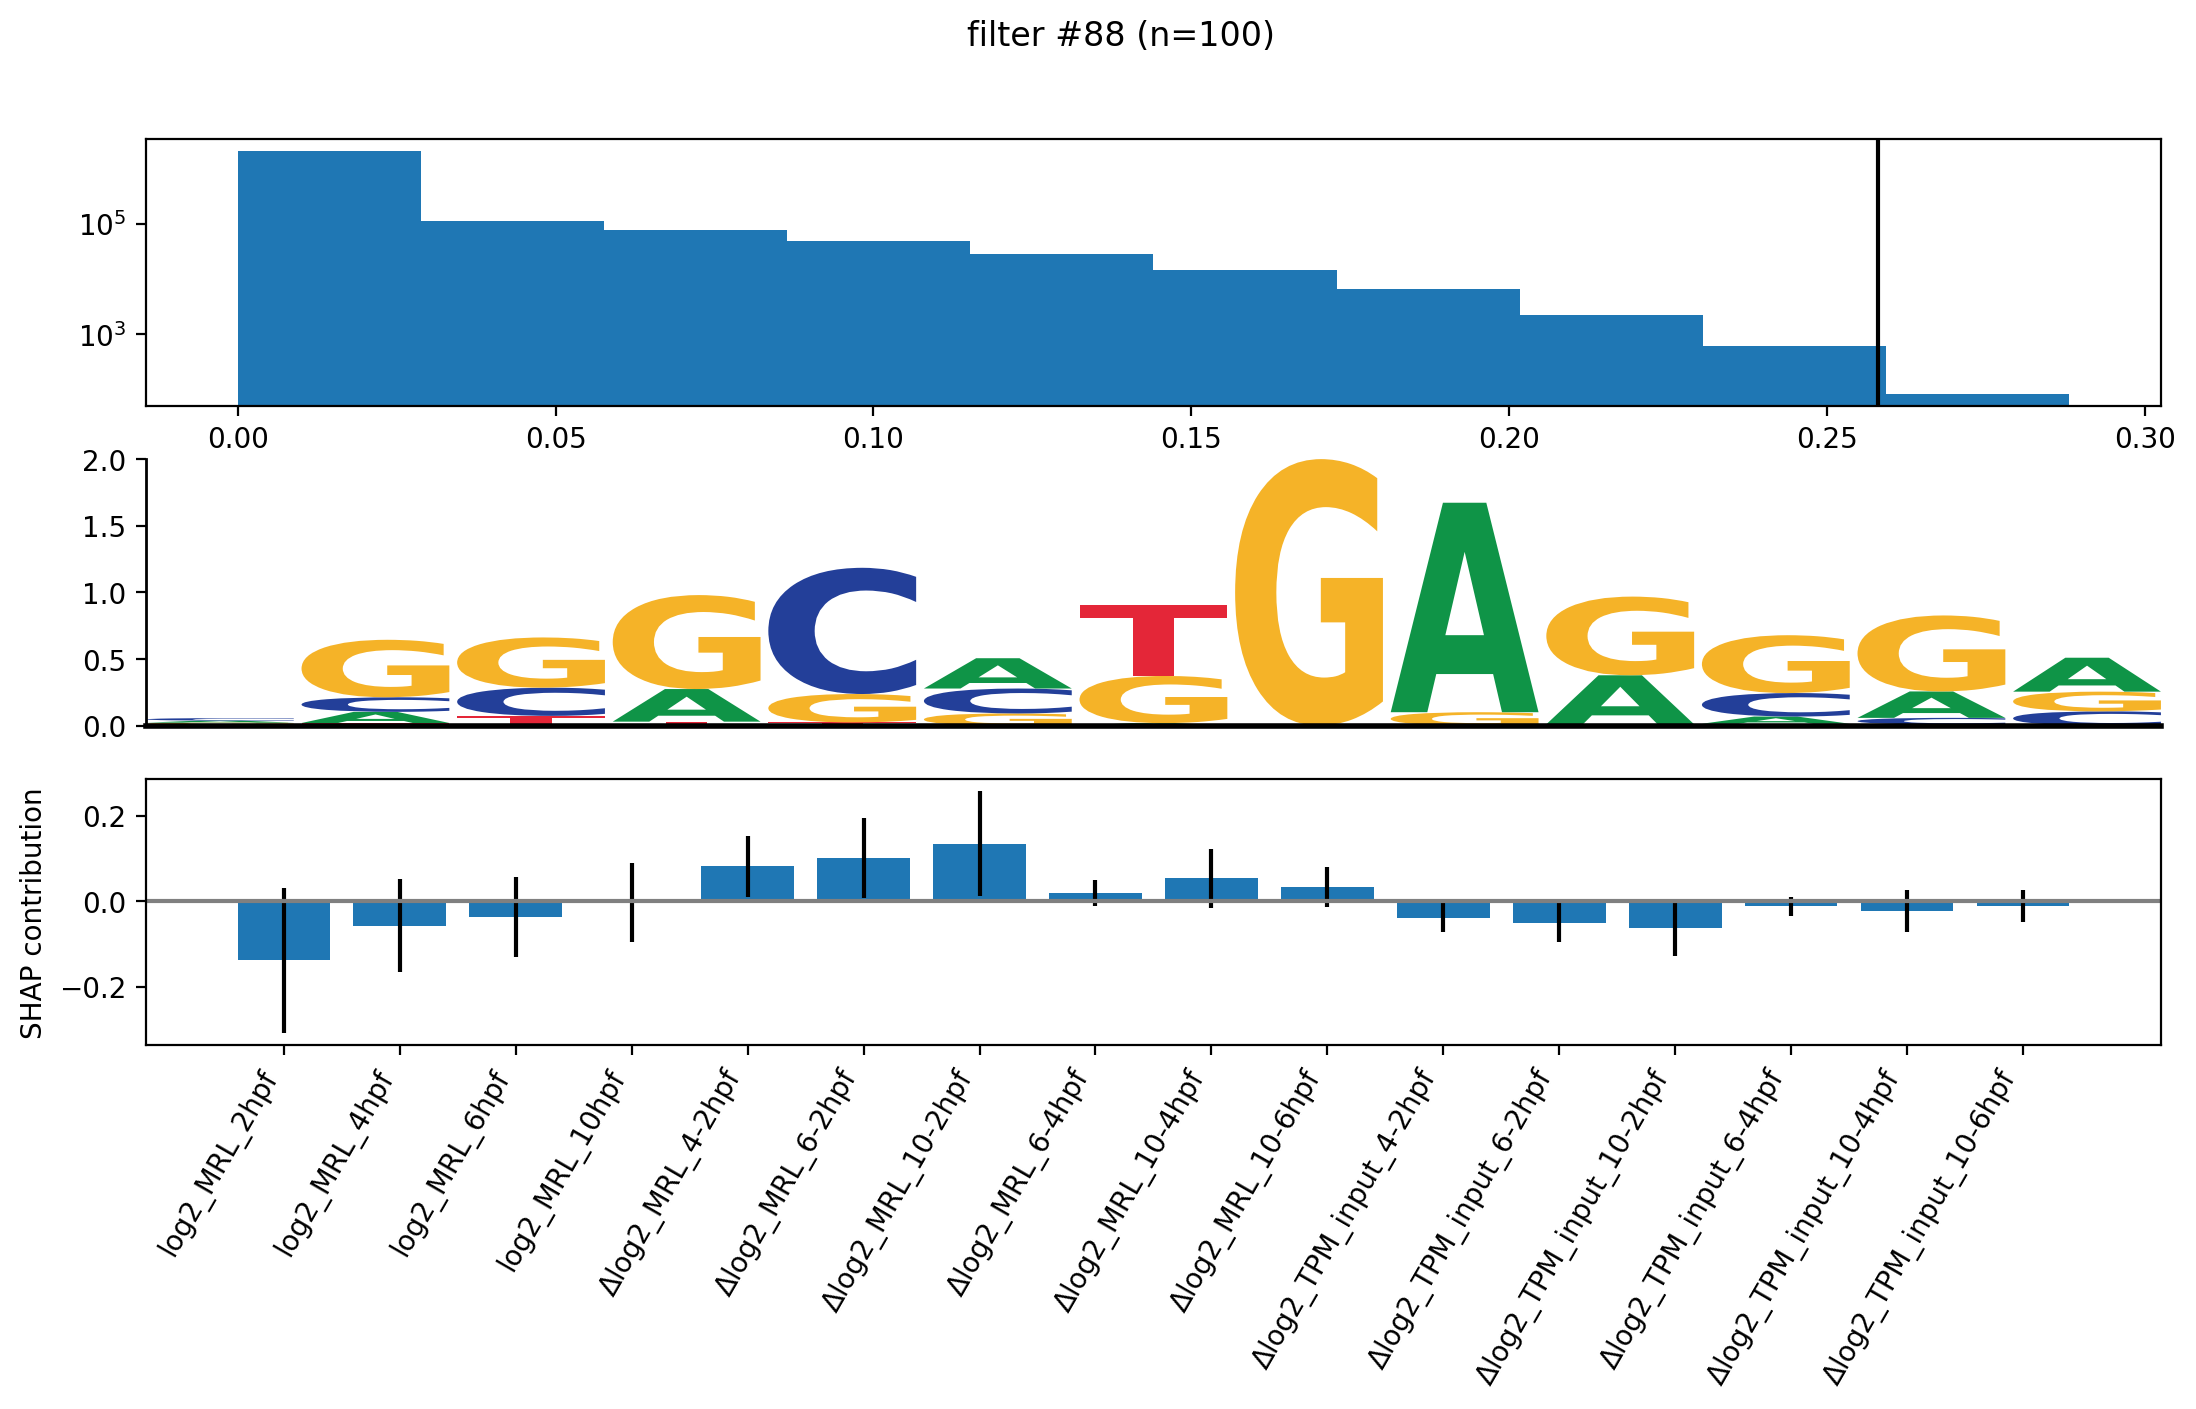 filter #88 (n=100)
10^5
10^3
0.00 0.05 0.10 0.15 0.20 0.25 0.30
2.0
1.5
1.0
0.5
0.0
SHAP contribution
0.2
0.0
−0.2
log2_MRL_2hpf
log2_MRL_4hpf
log2_MRL_6hpf
log2_MRL_10hpf
Δlog2_MRL_4-2hpf
Δlog2_MRL_6-2hpf
Δlog2_MRL_10-2hpf
Δlog2_MRL_6-4hpf
Δlog2_MRL_10-4hpf
Δlog2_MRL_10-6hpf
Δlog2_TPM_input_4-2hpf
Δlog2_TPM_input_6-2hpf
Δlog2_TPM_input_10-2hpf
Δlog2_TPM_input_6-4hpf
Δlog2_TPM_input_10-4hpf
Δlog2_TPM_input_10-6hpf